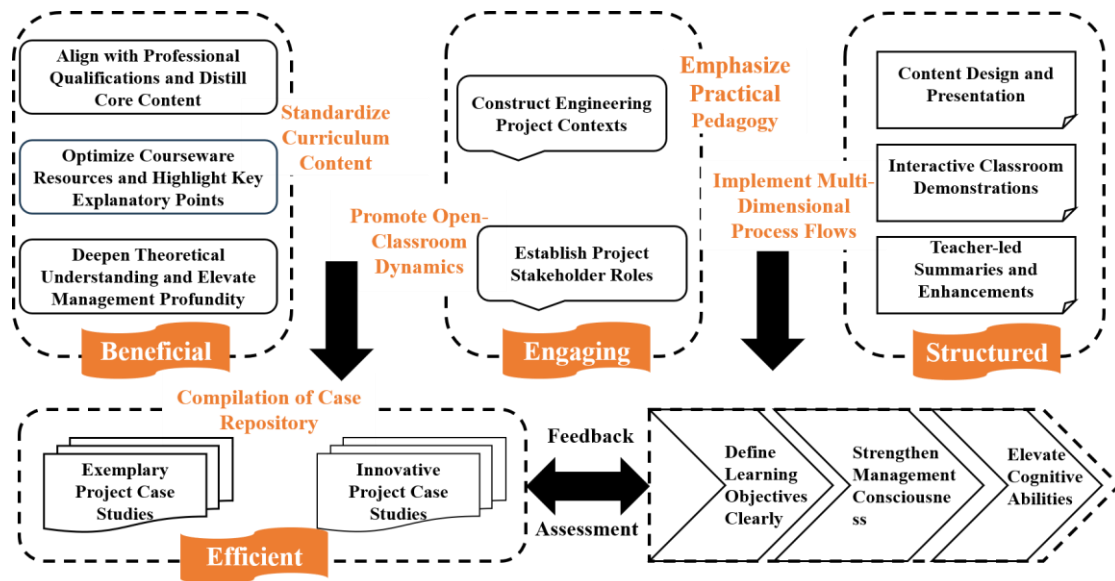 Align with Professional
Qualifications and Distill
Core Content
Optimize Courseware
Resources and Highlight Key
Explanatory Points
Deepen Theoretical
Understanding and Elevate
Management Profundity
Beneficial
Standardize
Curriculum
Content
Promote Open-
Classroom
Dynamics
Construct Engineering
Project Contexts
Establish Project
Stakeholder Roles
Engaging
Emphasize
Practical
Pedagogy
Implement Multi-
Dimensional
Process Flows
Content Design and
Presentation
Interactive Classroom
Demonstrations
Teacher-led
Summaries and
Enhancements
Structured
Compilation of Case
Repository
Exemplary
Project Case
Studies
Innovative
Project Case
Studies
Efficient
Feedback
Assessment
Define
Learning
Objectives
Clearly
Strengthen
Management
Consciousne
ss
Elevate
Cognitive
Abilities